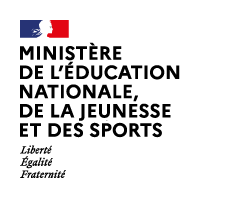 MINISTÈRE
DE L'ÉDUCATION
NATIONALE,
DE LA JEUNESSE
ET DES SPORTS
Liberté
Égalité
Fraternité